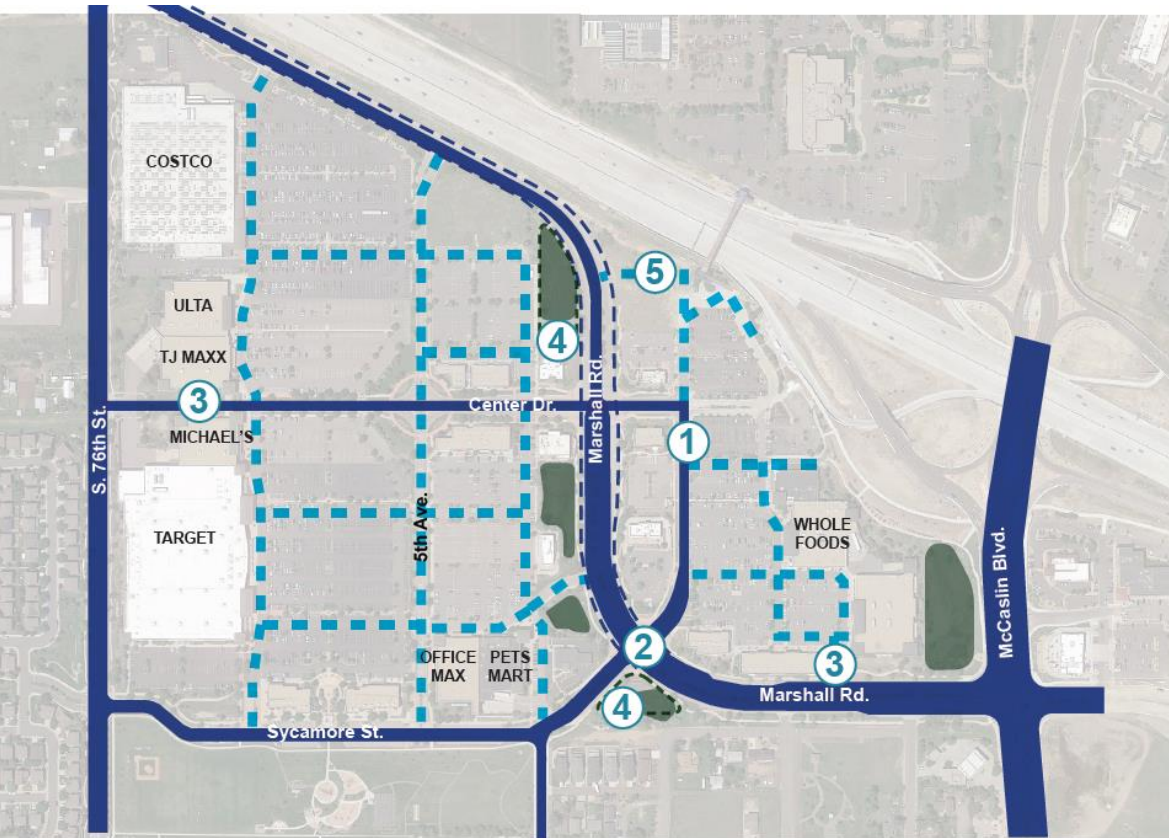 COSTCO
5
ULTA
4
TJ MAXX
Marshall Rd.
3
Center Dr.
MICHAEL'S
1
S. 76th St.
TARGET
5th Ave.
WHOLE
FOODS
McCaslin Blvd.
2
OFFICE
MAX
PETS
MART
3
4
Marshall Rd.
Sycamore St.